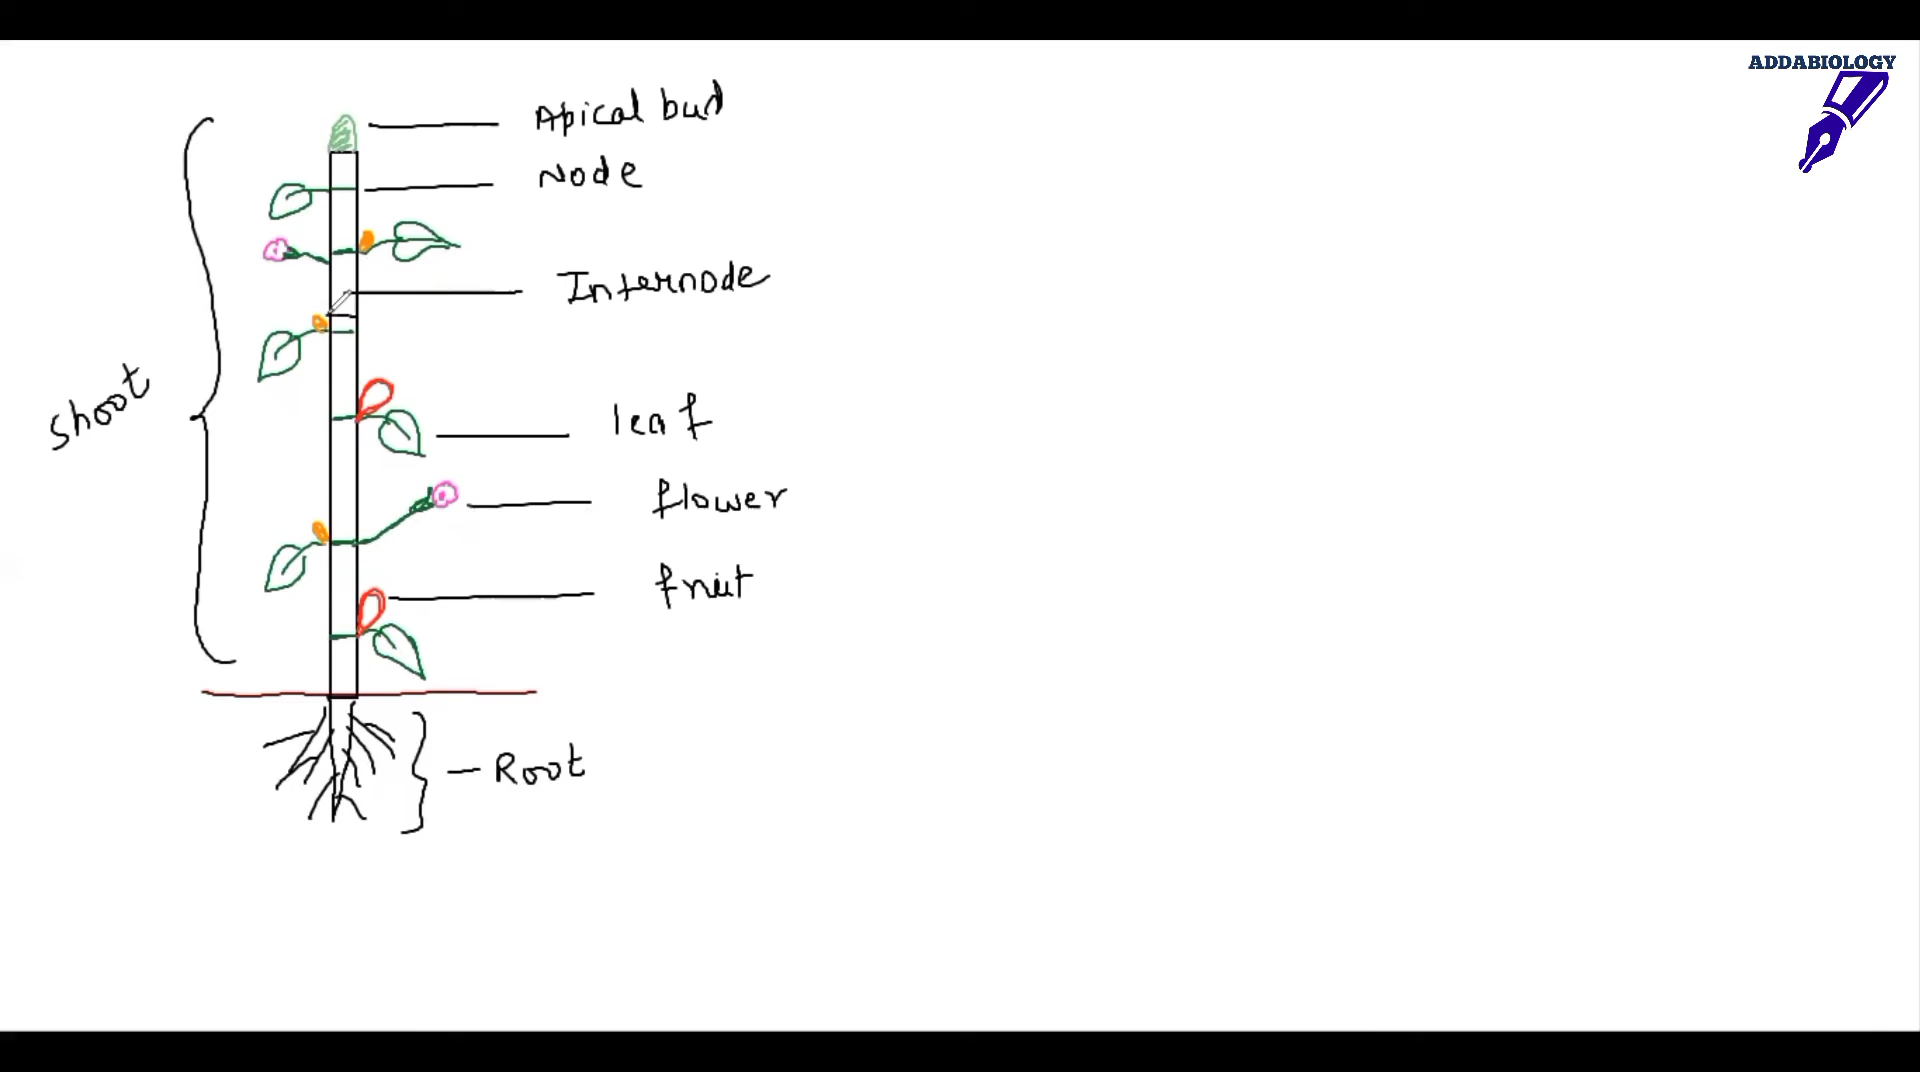 ADDABIOLOGY
Apical bud
Node
Internode
shoot
leaf
flower
fruit
Root